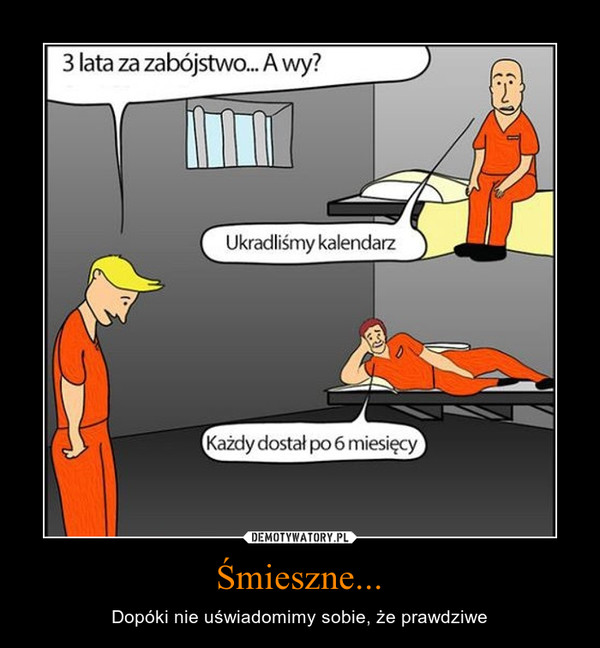 3 lata za zabójstwo... A wy?
Ukradliśmy kalendarz
Każdy dostał po 6 miesięcy
DEMOTYWATORY.PL
Śmieszne...
Dopóki nie uświadomimy sobie, że prawdziwe